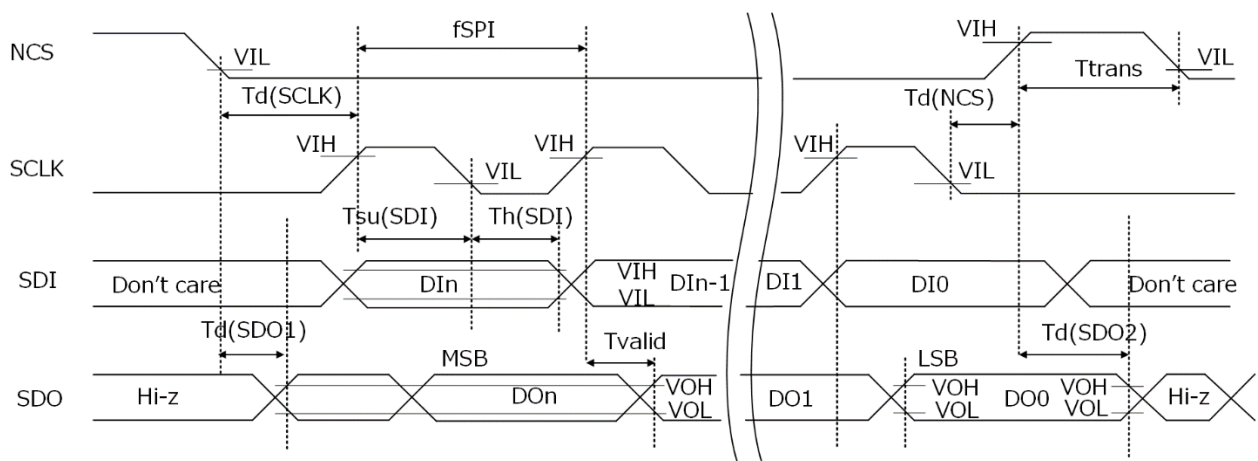 fSPI
NCS
VIL
VIH
VIL
Ttrans
Td(SCLK)
Td(NCS)
VIH
VIH
VIH
SCLK
VIL
VIL
Tsu(SDI)
Th(SDI)
SDI
Don't care
DIn
VIH
VIL
DIn-1
DI1
DI0
Don't care
Td(SDO1)
Tvalid
Td(SDO2)
MSB
LSB
SDO
Hi-z
DOn
VOH
VOL
DO1
VOH
VOL
DO0
VOH
VOL
Hi-z